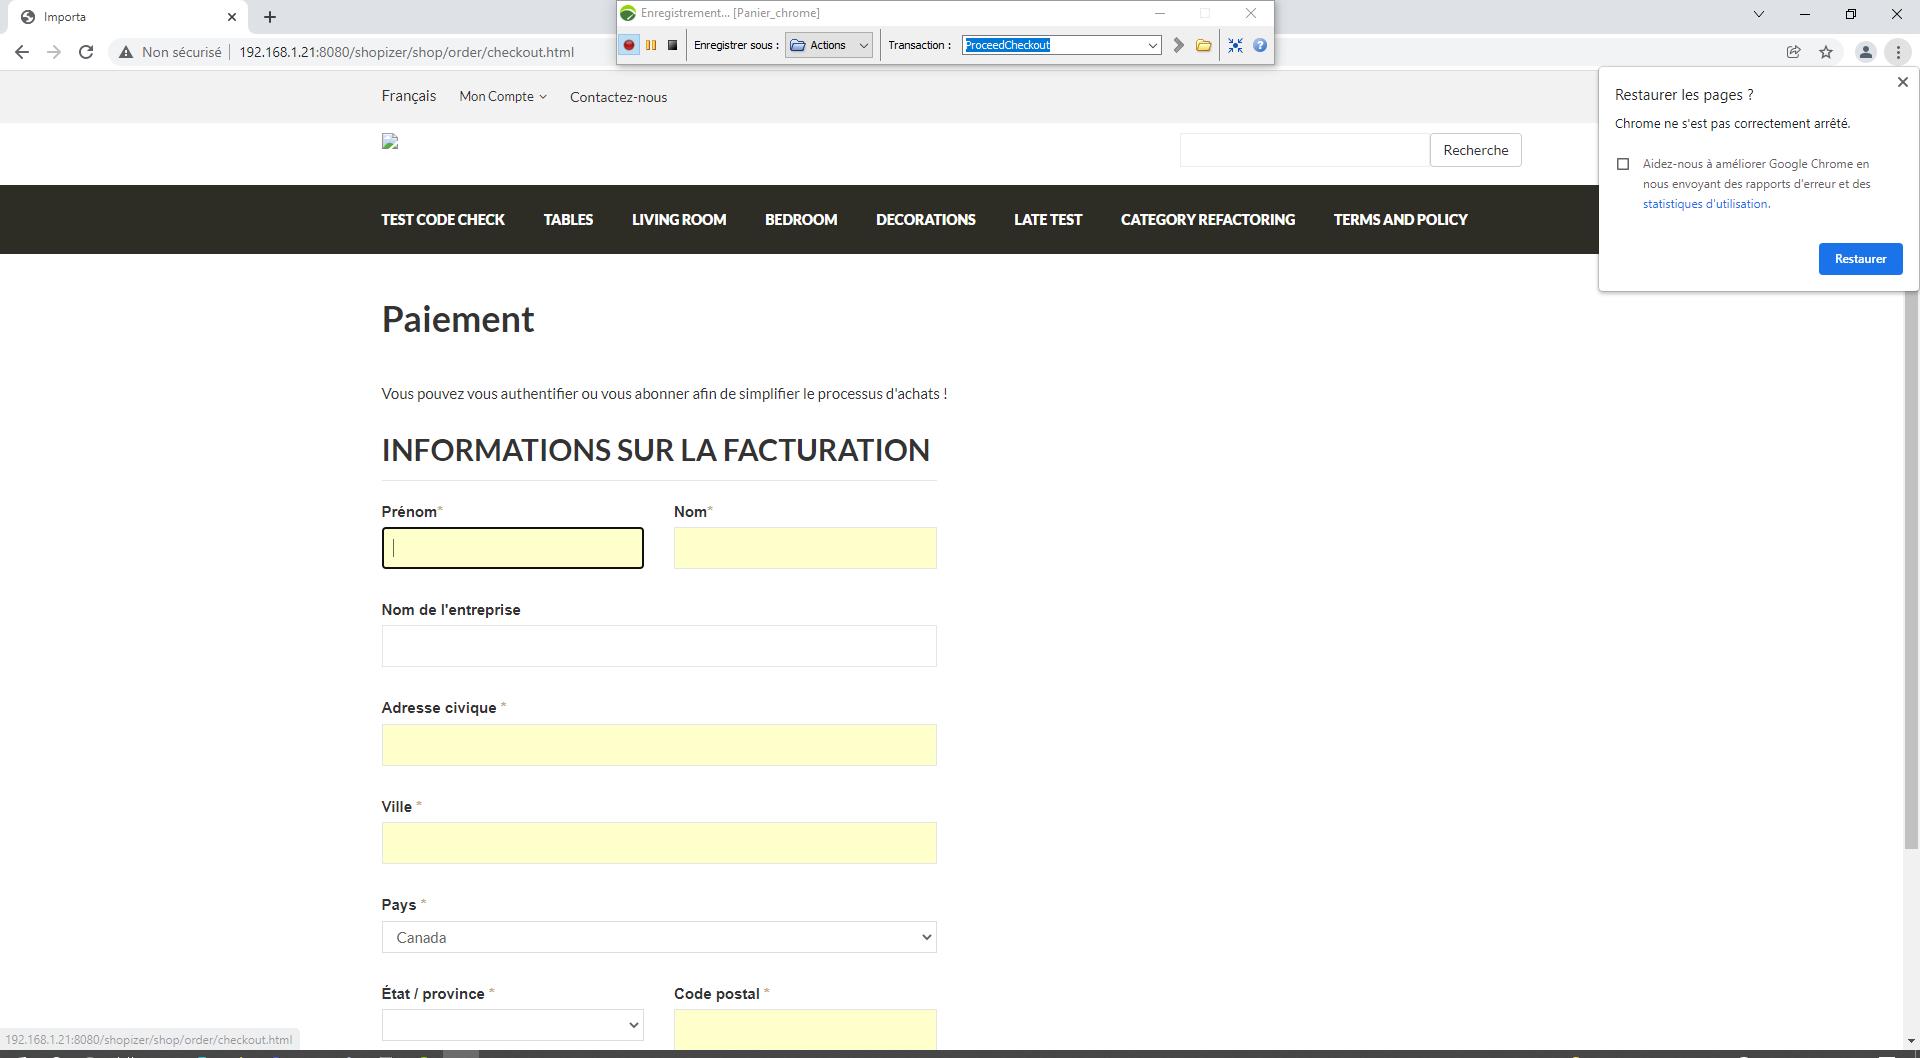 Importa
Enregistrement... [Panier_chrome]
Non sécurisé
192.168.1.21:8080/shopizer/shop/order/checkout.html
Enregistrer sous :
Actions
Transaction :
ProceedCheckout
Français
Mon Compte
Contactez-nous
Recherche
Restaurer les pages ?
Chrome ne s'est pas correctement arrêté.
Aidez-nous à améliorer Google Chrome en
nous envoyant des rapports d'erreur et des
statistiques d'utilisation.
Restaurer
TEST CODE CHECK TABLES LIVING ROOM BEDROOM DECORATIONS LATE TEST CATEGORY REFACTORING TERMS AND POLICY
Paiement
Vous pouvez vous authentifier ou vous abonner afin de simplifier le processus d'achats !
INFORMATIONS SUR LA FACTURATION
Prénom* Nom*
Nom de l'entreprise
Adresse civique *
Ville *
Pays *
Canada
État / province * Code postal *
192.168.1.21:8080/shopizer/shop/order/checkout.html